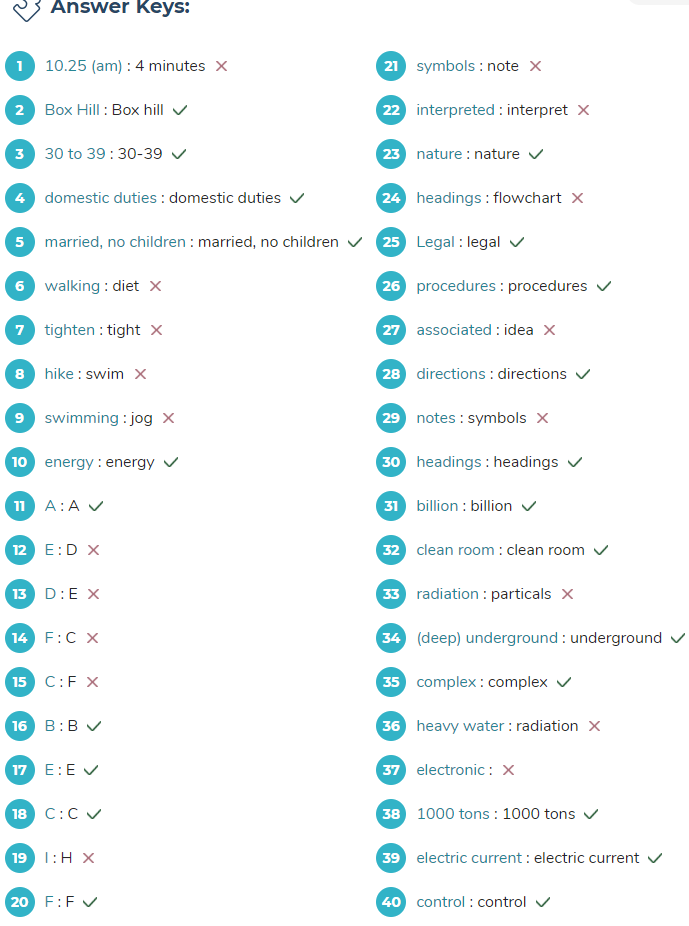 Answer Keys:
1 10.25 (am) : 4 minutes
2 Box Hill : Box hill
3 30 to 39 : 30-39
4 domestic duties : domestic duties
5 married, no children : married, no children
6 walking : diet
7 tighten : tight
8 hike : swim
9 swimming : jog
10 energy : energy
11 A : A
12 E : D
13 D : E
14 F : C
15 C : F
16 B : B
17 E : E
18 C : C
19 I : H
20 F : F
21 symbols : note
22 interpreted : interpret
23 nature : nature
24 headings : flowchart
25 Legal : legal
26 procedures : procedures
27 associated : idea
28 directions : directions
29 notes : symbols
30 headings : headings
31 billion : billion
32 clean room : clean room
33 radiation : particals
34 (deep) underground : underground
35 complex : complex
36 heavy water : radiation
37 electronic :
38 1000 tons : 1000 tons
39 electric current : electric current
40 control : control